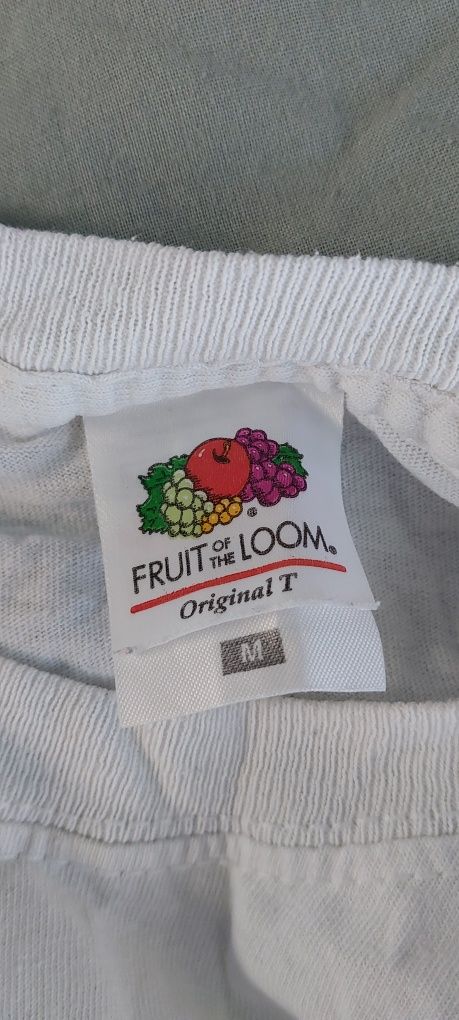 ®
FRUIT OF THE LOOM®
Original T
M